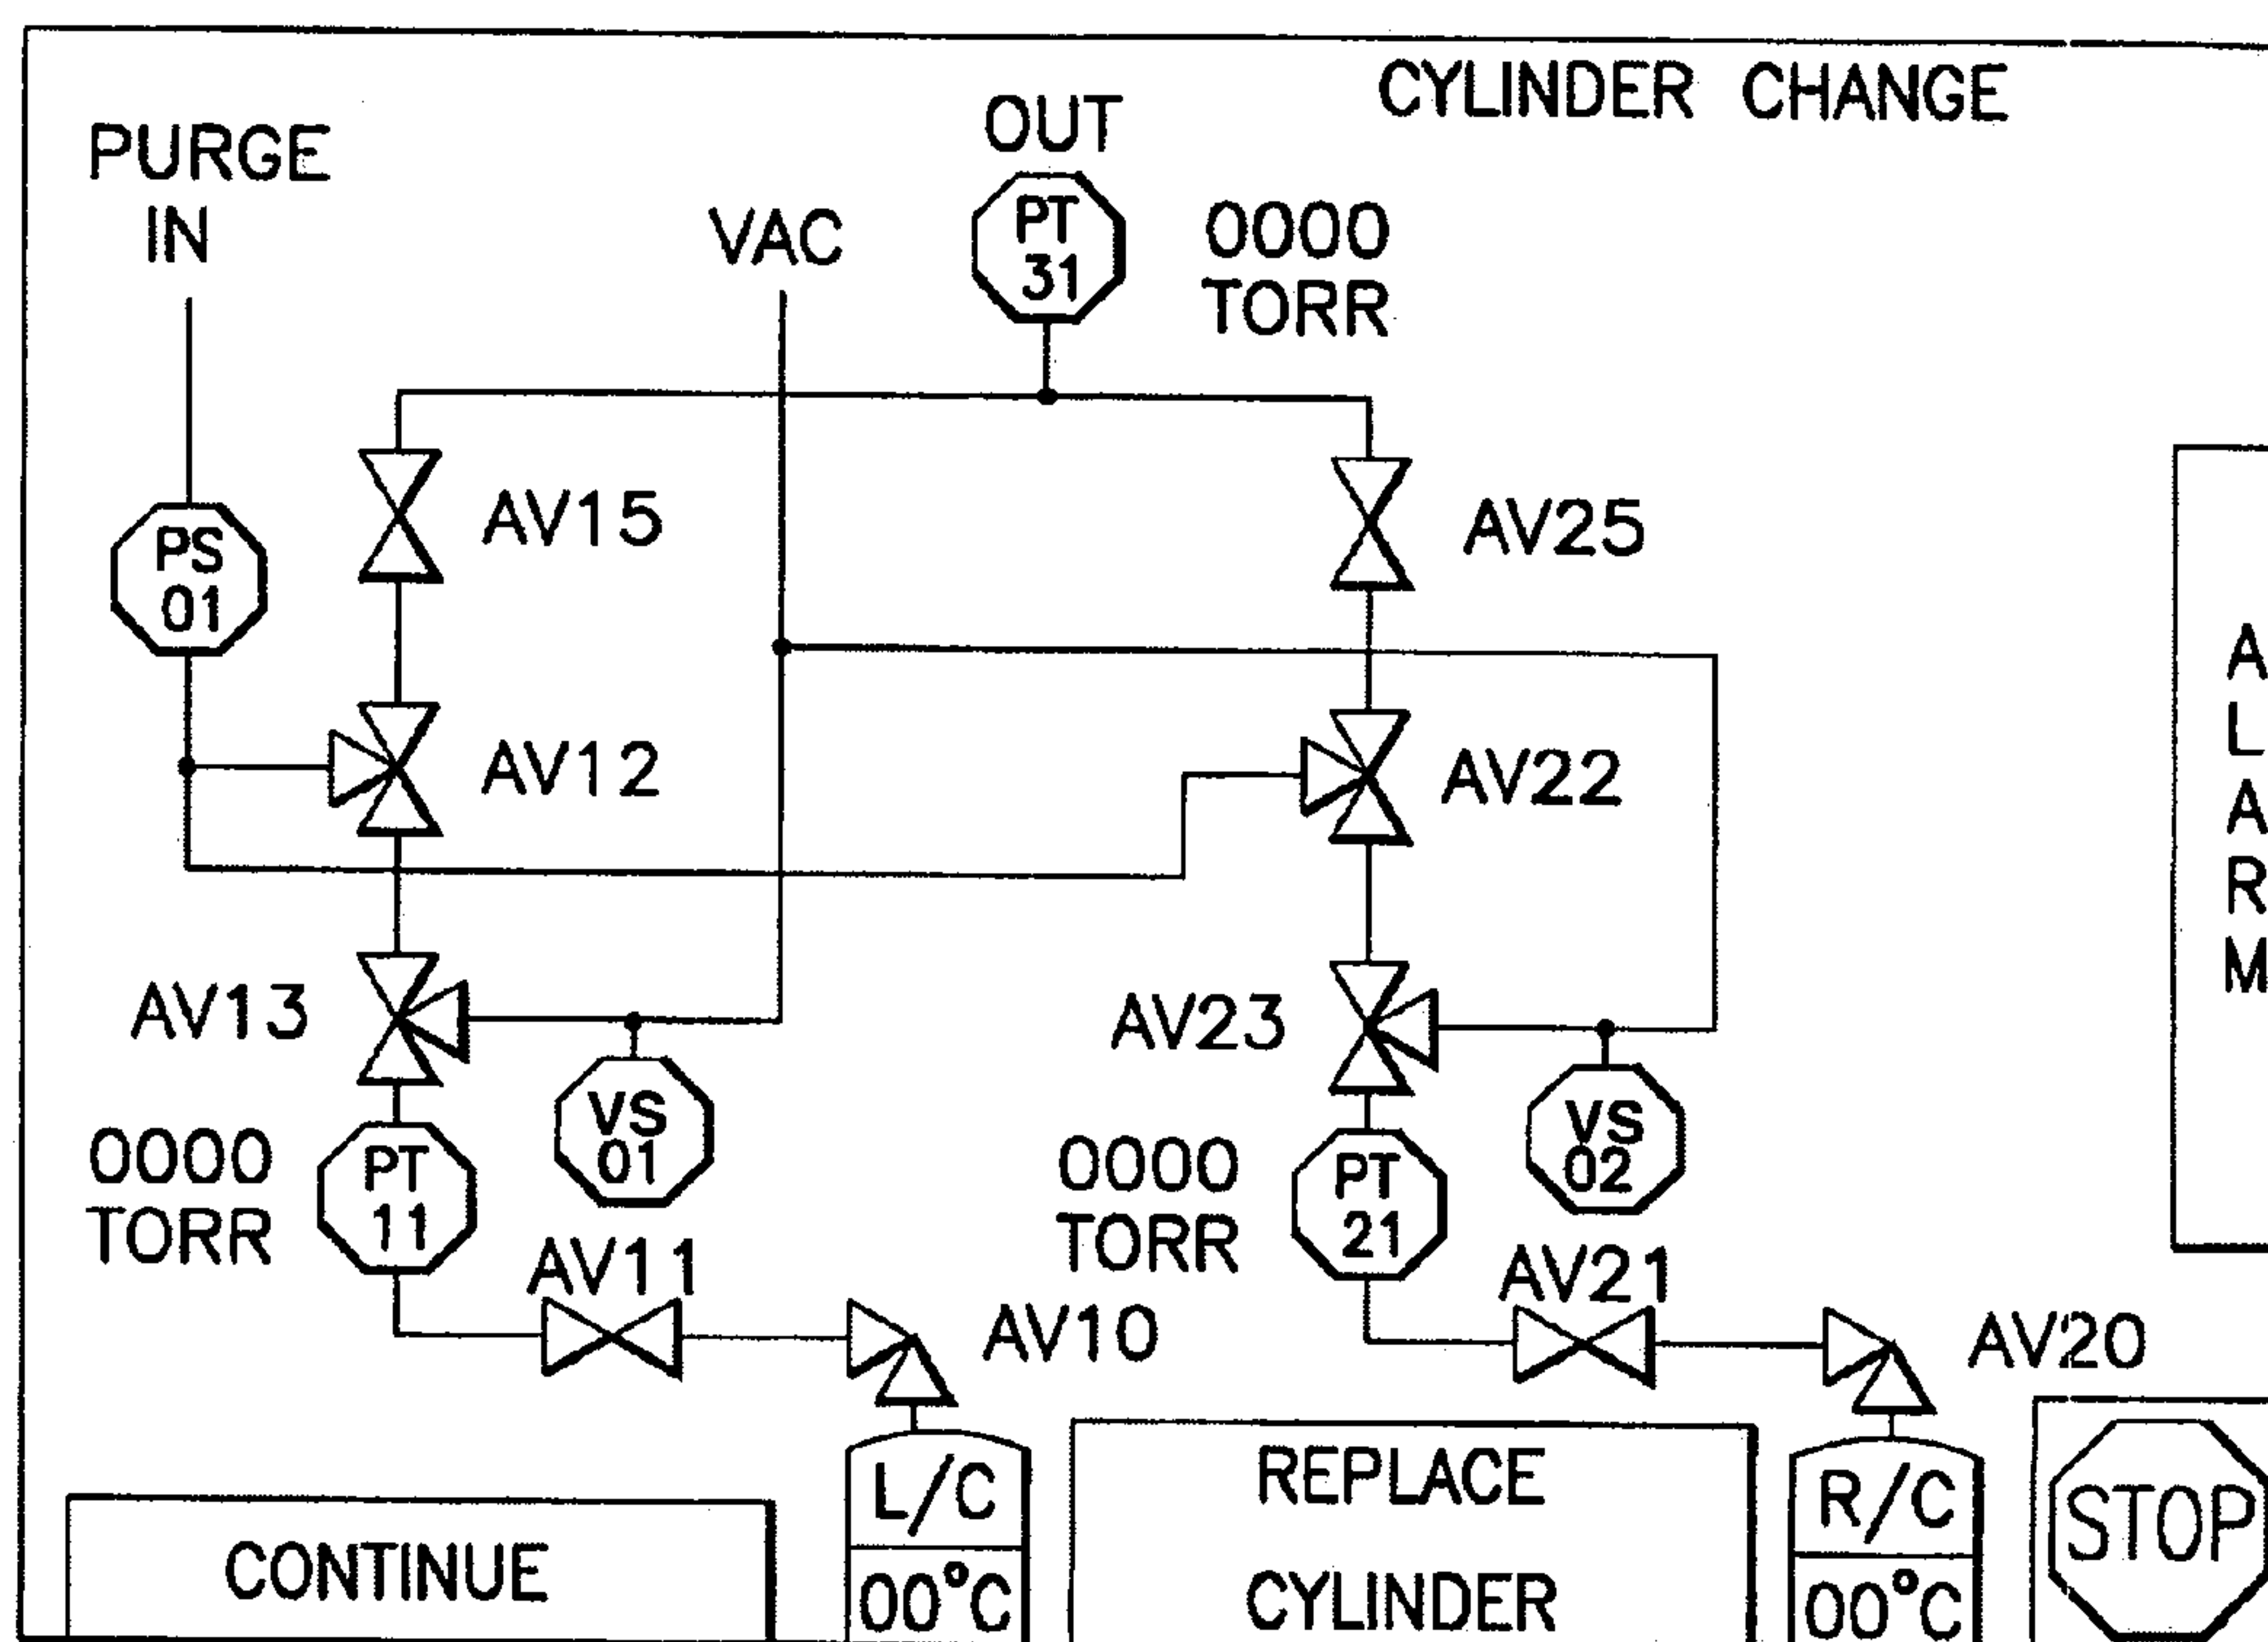 CYLINDER CHANGE
PURGE
IN
VAC
OUT
PT
31
0000
TORR
PS
01
AV15
AV25
AV12
AV22
AV13
AV23
VS
01
VS
02
0000
TORR
PT
11
0000
TORR
PT
21
AV11
AV10
AV21
AV20
A
L
A
R
M
L/C
00°C
R/C
00°C
CONTINUE
REPLACE
CYLINDER
STOP